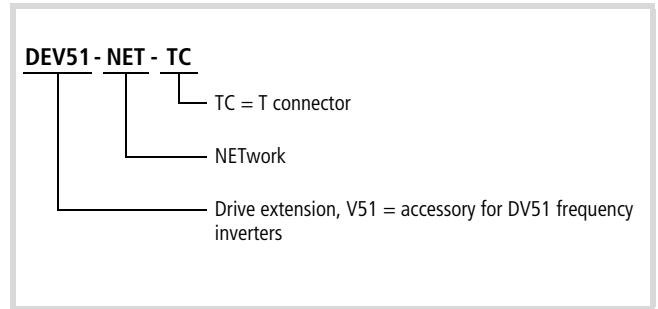 DEV51 - NET - TC
TC = T connector
NETwork
Drive extension, V51 = accessory for DV51 frequency
inverters